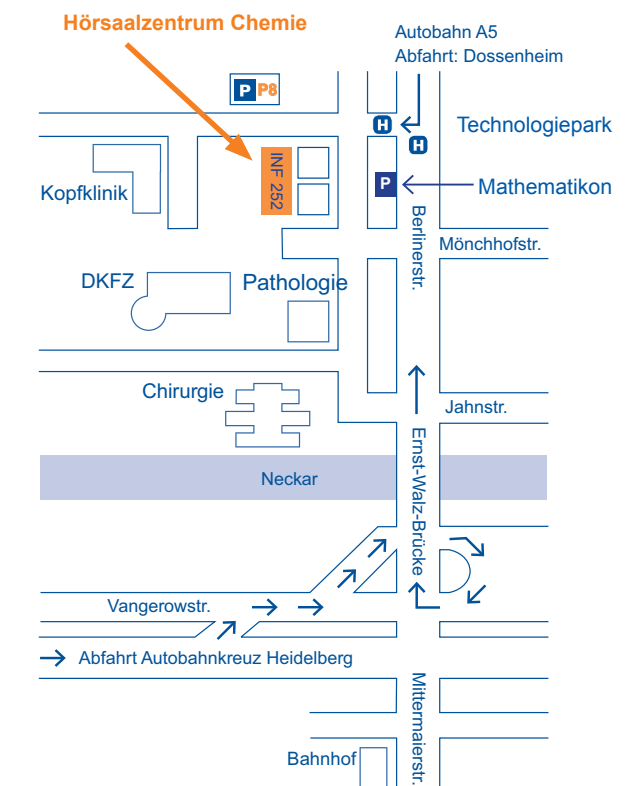 Hörsaalzentrum Chemie
Autobahn A5
Abfahrt: Dossenheim
P P8
H
H
Technologiepark
INF 252
Kopfklinik
P
Mathematikon
Berlinerstr.
Mönchhofstr.
DKFZ
Pathologie
Chirurgie
Jahnstr.
Ernst-Walz-Brücke
Neckar
Vangerowstr.
Abfahrt Autobahnkreuz Heidelberg
Mittermaierstr.
Bahnhof